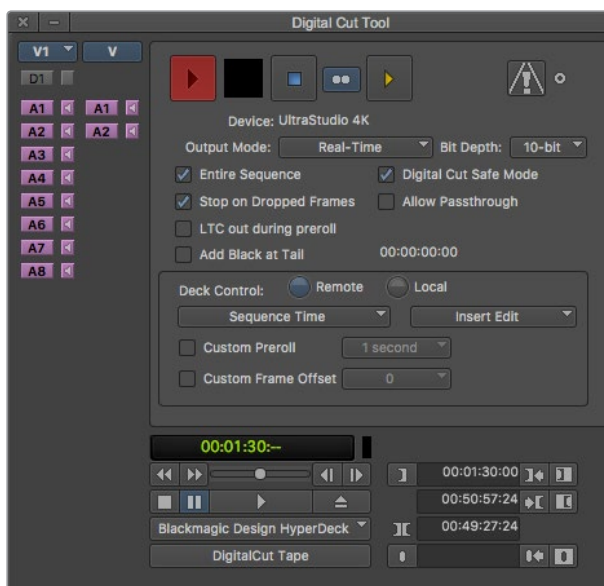 Digital Cut Tool
V1 V
D1
A1 A1
A2 A2
A3
A4
A5
A6
A7
A8
Device: UltraStudio 4K
Output Mode: Real-Time Bit Depth: 10-bit
Entire Sequence Digital Cut Safe Mode
Stop on Dropped Frames Allow Passthrough
LTC out during preroll
Add Black at Tail 00:00:00:00
Deck Control: Remote Local
Sequence Time Insert Edit
Custom Preroll 1 second
Custom Frame Offset 0
00:01:30:--
00:01:30:00
00:50:57:24
Blackmagic Design HyperDeck 00:49:27:24
DigitalCut Tape